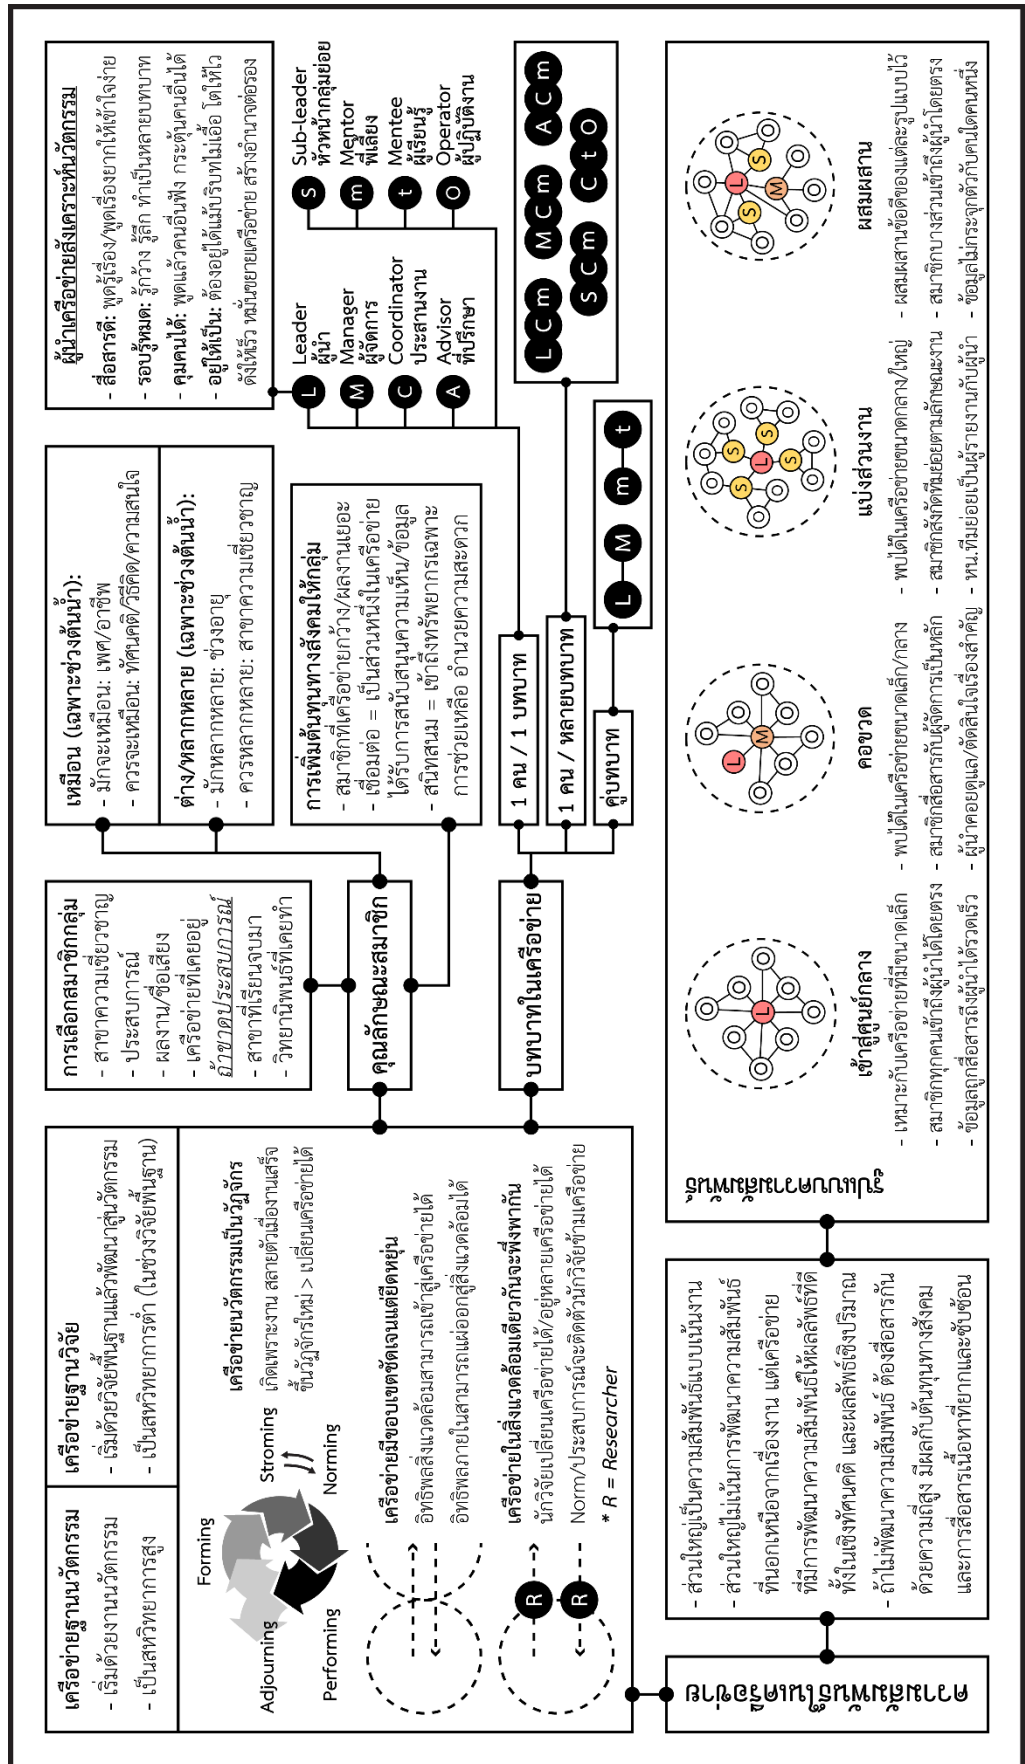 เครือข่ายฐานนวัตกรรม
- เริ่มด้วยงานนวัตกรรม
- เป็นสหวิทยาการสูง
เครือข่ายฐานวิจัย
- เริ่มด้วยวิจัยพื้นฐานแล้วพัฒนาสู่นวัตกรรม
- เป็นสหวิทยาการต่ำ (ในช่วงวิจัยพื้นฐาน)
Adjourning
Forming
Stroming
Norming
Performing
เครือข่ายนวัตกรรมเป็นวัฏจักร
เกิดเพราะงาน สลายตัวเมื่องานเสร็จ
ขึ้นวัฏจักรใหม่ > เปลี่ยนเครือข่ายได้
เครือข่ายมีขอบเขตชัดเจนแต่ยืดหยุ่น
อิทธิพลสิ่งแวดล้อมสามารถเข้าสู่เครือข่ายได้
อิทธิพลภายในสามารถแผ่ออกสู่สิ่งแวดล้อมได้
R
R
เครือข่ายในสิ่งแวดล้อมเดียวกันจะพึ่งพากัน
นักวิจัยเปลี่ยนเครือข่ายได้/อยู่หลายเครือข่ายได้
Norm/ประสบการณ์จะติดตัวนักวิจัยข้ามเครือข่าย
* R = Researcher
การเลือกสมาชิกกลุ่ม
- สาขาความเชี่ยวชาญ
- ประสบการณ์
- ผลงาน/ชื่อเสียง
- เครือข่ายที่เคยอยู่
ถ้าขาดประสบการณ์
- สาขาที่เรียนจบมา
- วิทยานิพนธ์ที่เคยทำ
คุณลักษณะสมาชิก
เหมือน (เฉพาะช่วงต้นน้ำ):
- มักจะเหมือน: เพศ/อาชีพ
- ควรจะเหมือน: ทัศนคติ/วิธีคิด/ความสนใจ
ต่าง/หลากหลาย (เฉพาะช่วงต้นน้ำ):
- มักหลากหลาย: ช่วงอายุ
- ควรหลากหลาย: สาขาความเชี่ยวชาญ
การเพิ่มต้นทุนทางสังคมให้กลุ่ม
- สมาชิกที่เครือข่ายกว้าง/ผลงานเยอะ
- เชื่อมต่อ = เป็นส่วนหนึ่งในเครือข่าย
ได้รับการสนับสนุนความเห็น/ข้อมูล
- สนิทสนม = เข้าถึงทรัพยากรเฉพาะ
การช่วยเหลือ อำนวยความสะดวก
บทบาทในเครือข่าย
1 คน / 1 บทบาท
1 คน / หลายบทบาท
คู่บทบาท
ผู้นำเครือข่ายสังเคราะห์นวัตกรรม
- สื่อสารดี: พูดรู้เรื่อง/พูดเรื่องยากให้เข้าใจง่าย
- รอบรู้หมด: รู้กว้าง รู้ลึก ทำเป็นหลายบทบาท
- คุมคนได้: พูดแล้วคนอื่นฟัง กระตุ้นคนอื่นได้
- อยู่ให้เป็น: ต้องอยู่ได้แม้บริบทไม่เอื้อ โตให้ไว
ดังให้เร็ว หมั่นขยายเครือข่าย สร้างอำนาจต่อรอง
L Leader
ผู้นำ
M Manager
ผู้จัดการ
C Coordinator
ประสานงาน
A Advisor
ที่ปรึกษา
S Sub-leader
หัวหน้ากลุ่มย่อย
m Mentor
พี่เลี้ยง
t Mentee
ผู้เรียนรู้
O Operator
ผู้ปฏิบัติงาน
L C m M C m A C m
S C m C t O
L M m t
ความสัมพันธ์ในเครือข่าย
- ส่วนใหญ่เป็นความสัมพันธ์แบบเน้นงาน
- ส่วนใหญ่ไม่เน้นการพัฒนาความสัมพันธ์
ที่นอกเหนือจากเรื่องงาน แต่เครือข่าย
ที่มีการพัฒนาความสัมพันธ์ให้ผลลัพธ์ที่ดี
ทั้งในเชิงทัศนคติ และผลลัพธ์เชิงปริมาณ
- ถ้าไม่พัฒนาความสัมพันธ์ ต้องสื่อสารกัน
ด้วยความถี่สูง มีผลกับต้นทุนทางสังคม
และการสื่อสารเนื้อหาที่ยากและซับซ้อน
รูปแบบความสัมพันธ์
L
เข้าสู่ศูนย์กลาง
- เหมาะกับเครือข่ายที่มีขนาดเล็ก
- สมาชิกทุกคนเข้าถึงผู้นำได้โดยตรง
- ข้อมูลถูกสื่อสารถึงผู้นำได้รวดเร็ว
L
M
คอขวด
- พบได้ในเครือข่ายขนาดเล็ก/กลาง
- สมาชิกสื่อสารกับผู้จัดการเป็นหลัก
- ผู้นำคอยดูแล/ตัดสินใจเรื่องสำคัญ
S
S
L
S
S
แบ่งส่วนงาน
- พบได้ในเครือข่ายขนาดกลาง/ใหญ่
- สมาชิกสังกัดทีมย่อยตามลักษณะงาน
- หน.ทีมย่อยเป็นผู้รายงานกับผู้นำ
L
S
S
M
ผสมผสาน
- ผสมผสานข้อดีของแต่ละรูปแบบไว้
- สมาชิกบางส่วนเข้าถึงผู้นำโดยตรง
- ข้อมูลไม่กระจุกตัวกับคนใดคนหนึ่ง